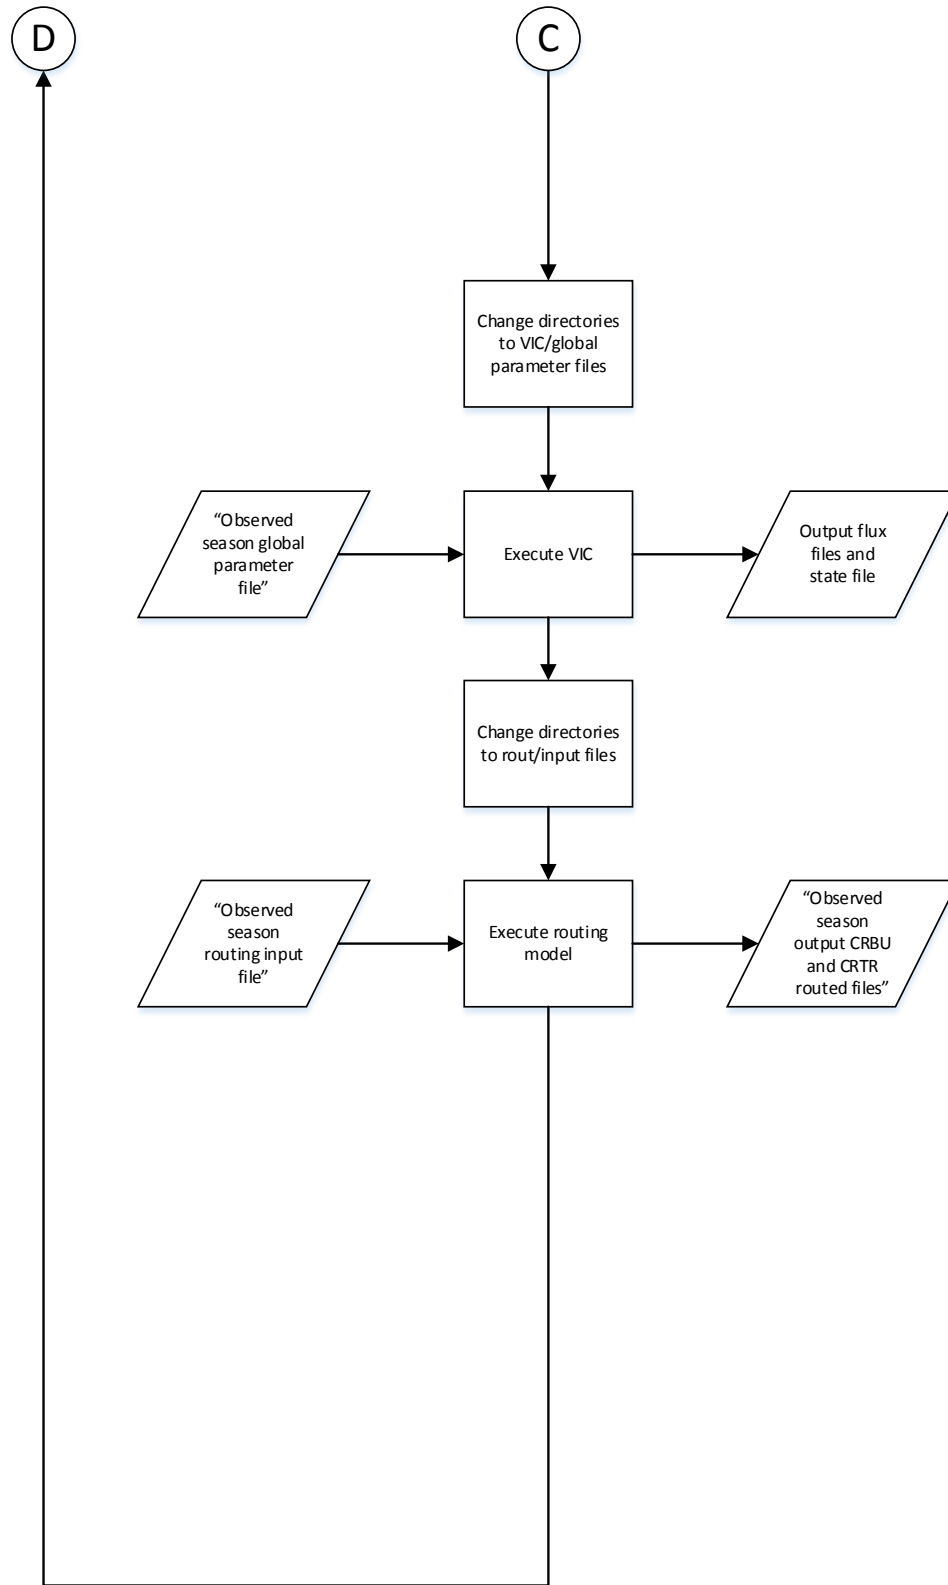 D
C
Change directories
to VIC/global
parameter files
“Observed
season global
parameter
file”
Execute VIC
Output flux
files and
state file
Change directories
to rout/input files
“Observed
season
routing input
file”
Execute routing
model
“Observed
season
output CRBU
and CRTR
routed files”